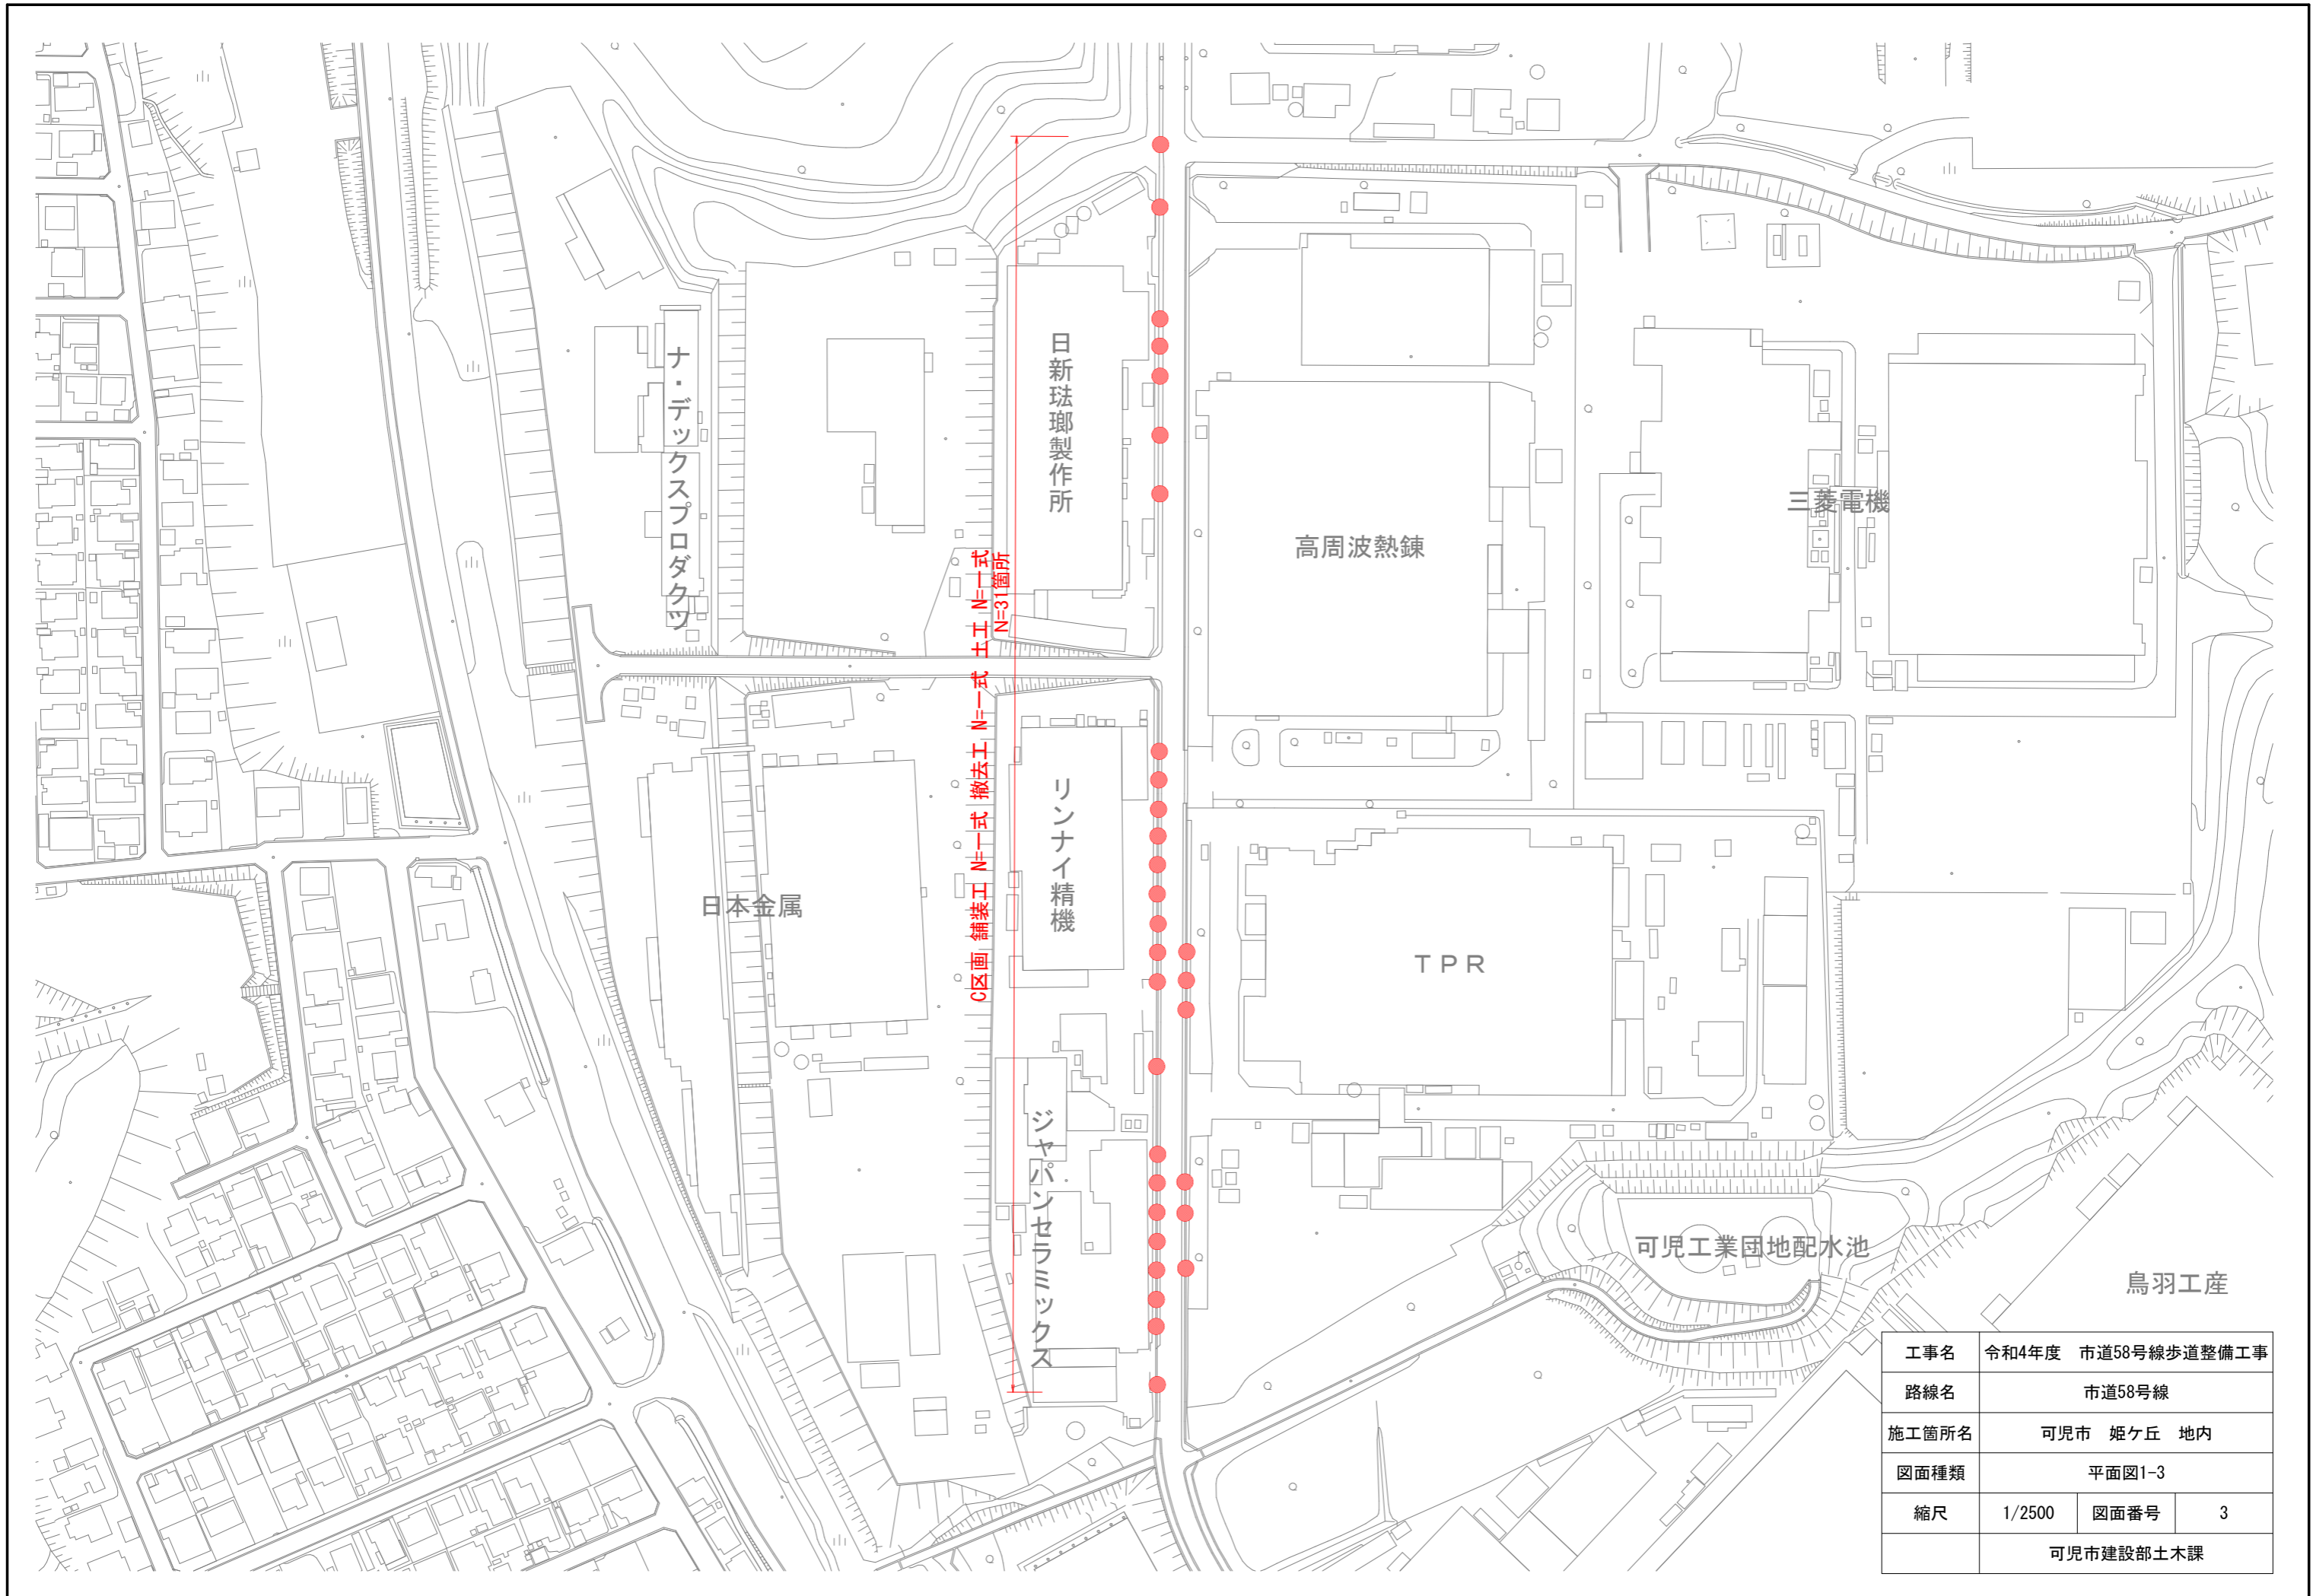 日新琺瑯製作所
ナ・デックスプロダクツ
高周波熱錬
三菱電機
C区画 舗装工 N=一式 撤去工 N=一式 土工 N=一式
N=31箇所
リンナイ精機
日本金属
TPR
ジャパンセラミックス
可児工業団地配水池
鳥羽工産
工事名 令和4年度 市道58号線歩道整備工事
路線名 市道58号線
施工箇所名 可児市 姫ケ丘 地内
図面種類 平面図1-3
縮尺 1/2500 図面番号 3
可児市建設部土木課